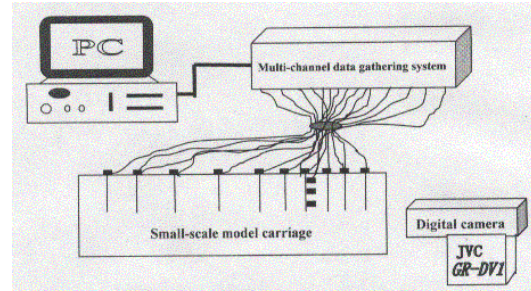 PC
Multi-channel data gathering system
Small-scale model carriage
Digital camera
JVC
GR-DV1